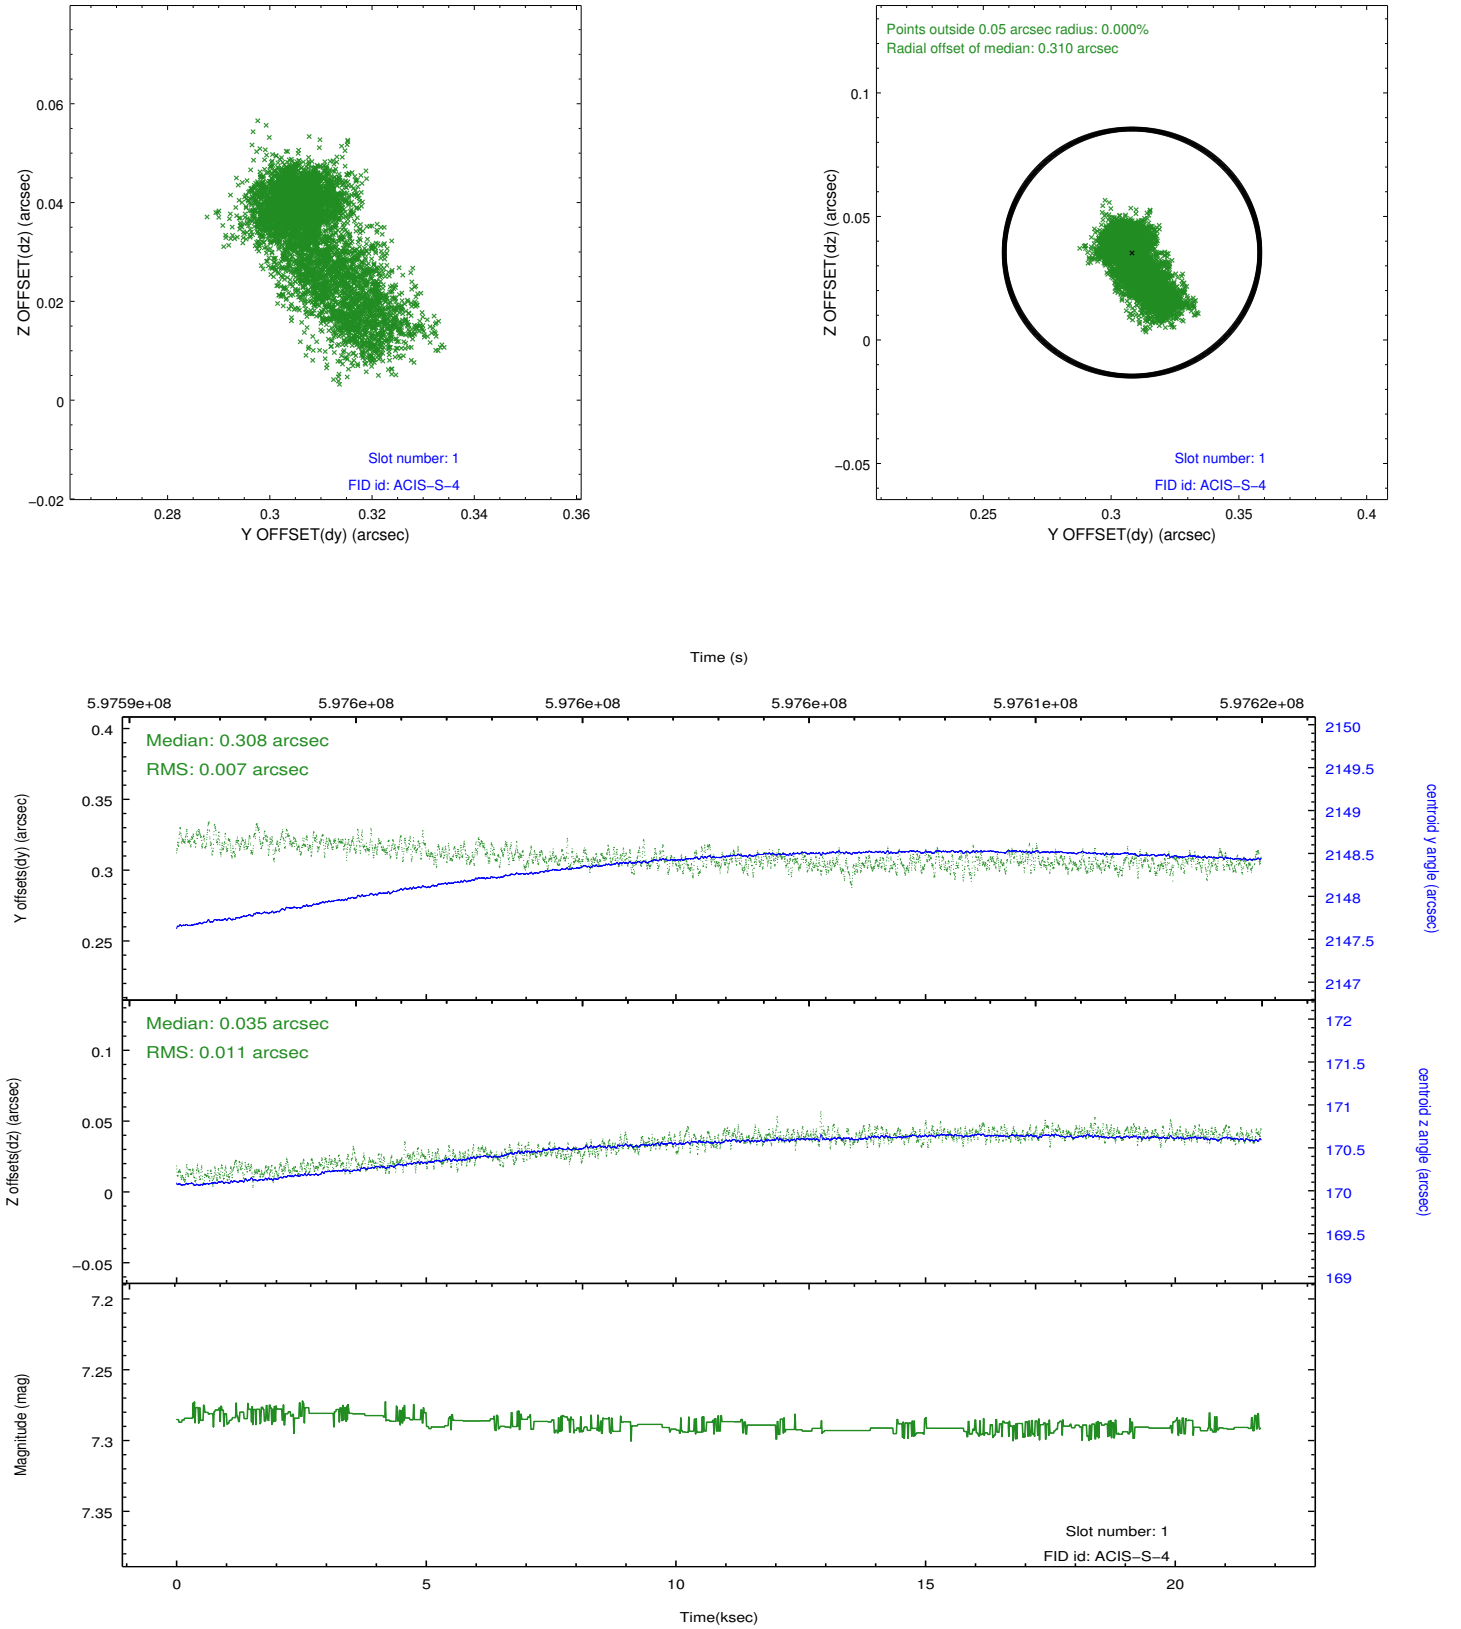 0.06
0.04
0.02
0
−0.02
Z OFFSET(dz) (arcsec)
Slot number: 1
FID id: ACIS−S−4
0.28
0.3
0.32
0.34
0.36
Y OFFSET(dy) (arcsec)
Points outside 0.05 arcsec radius: 0.000%
Radial offset of median: 0.310 arcsec
0.1
0.05
0
−0.05
Z OFFSET(dz) (arcsec)
Slot number: 1
FID id: ACIS−S−4
0.25
0.3
0.35
0.4
Y OFFSET(dy) (arcsec)
Time (s)
5.9759e+08
5.976e+08
5.976e+08
5.976e+08
5.9761e+08
5.9762e+08
Median: 0.308 arcsec
RMS: 0.007 arcsec
0.4
0.35
0.3
0.25
Y offsets(dy) (arcsec)
2150
2149.5
2149
2148.5
2148
2147.5
2147
centroid y angle (arcsec)
Median: 0.035 arcsec
RMS: 0.011 arcsec
0.1
0.05
0
−0.05
Z offsets(dz) (arcsec)
172
171.5
171
170.5
170
169.5
169
centroid z angle (arcsec)
7.2
7.25
7.3
7.35
Magnitude (mag)
Slot number: 1
FID id: ACIS−S−4
0
5
10
15
20
Time(ksec)